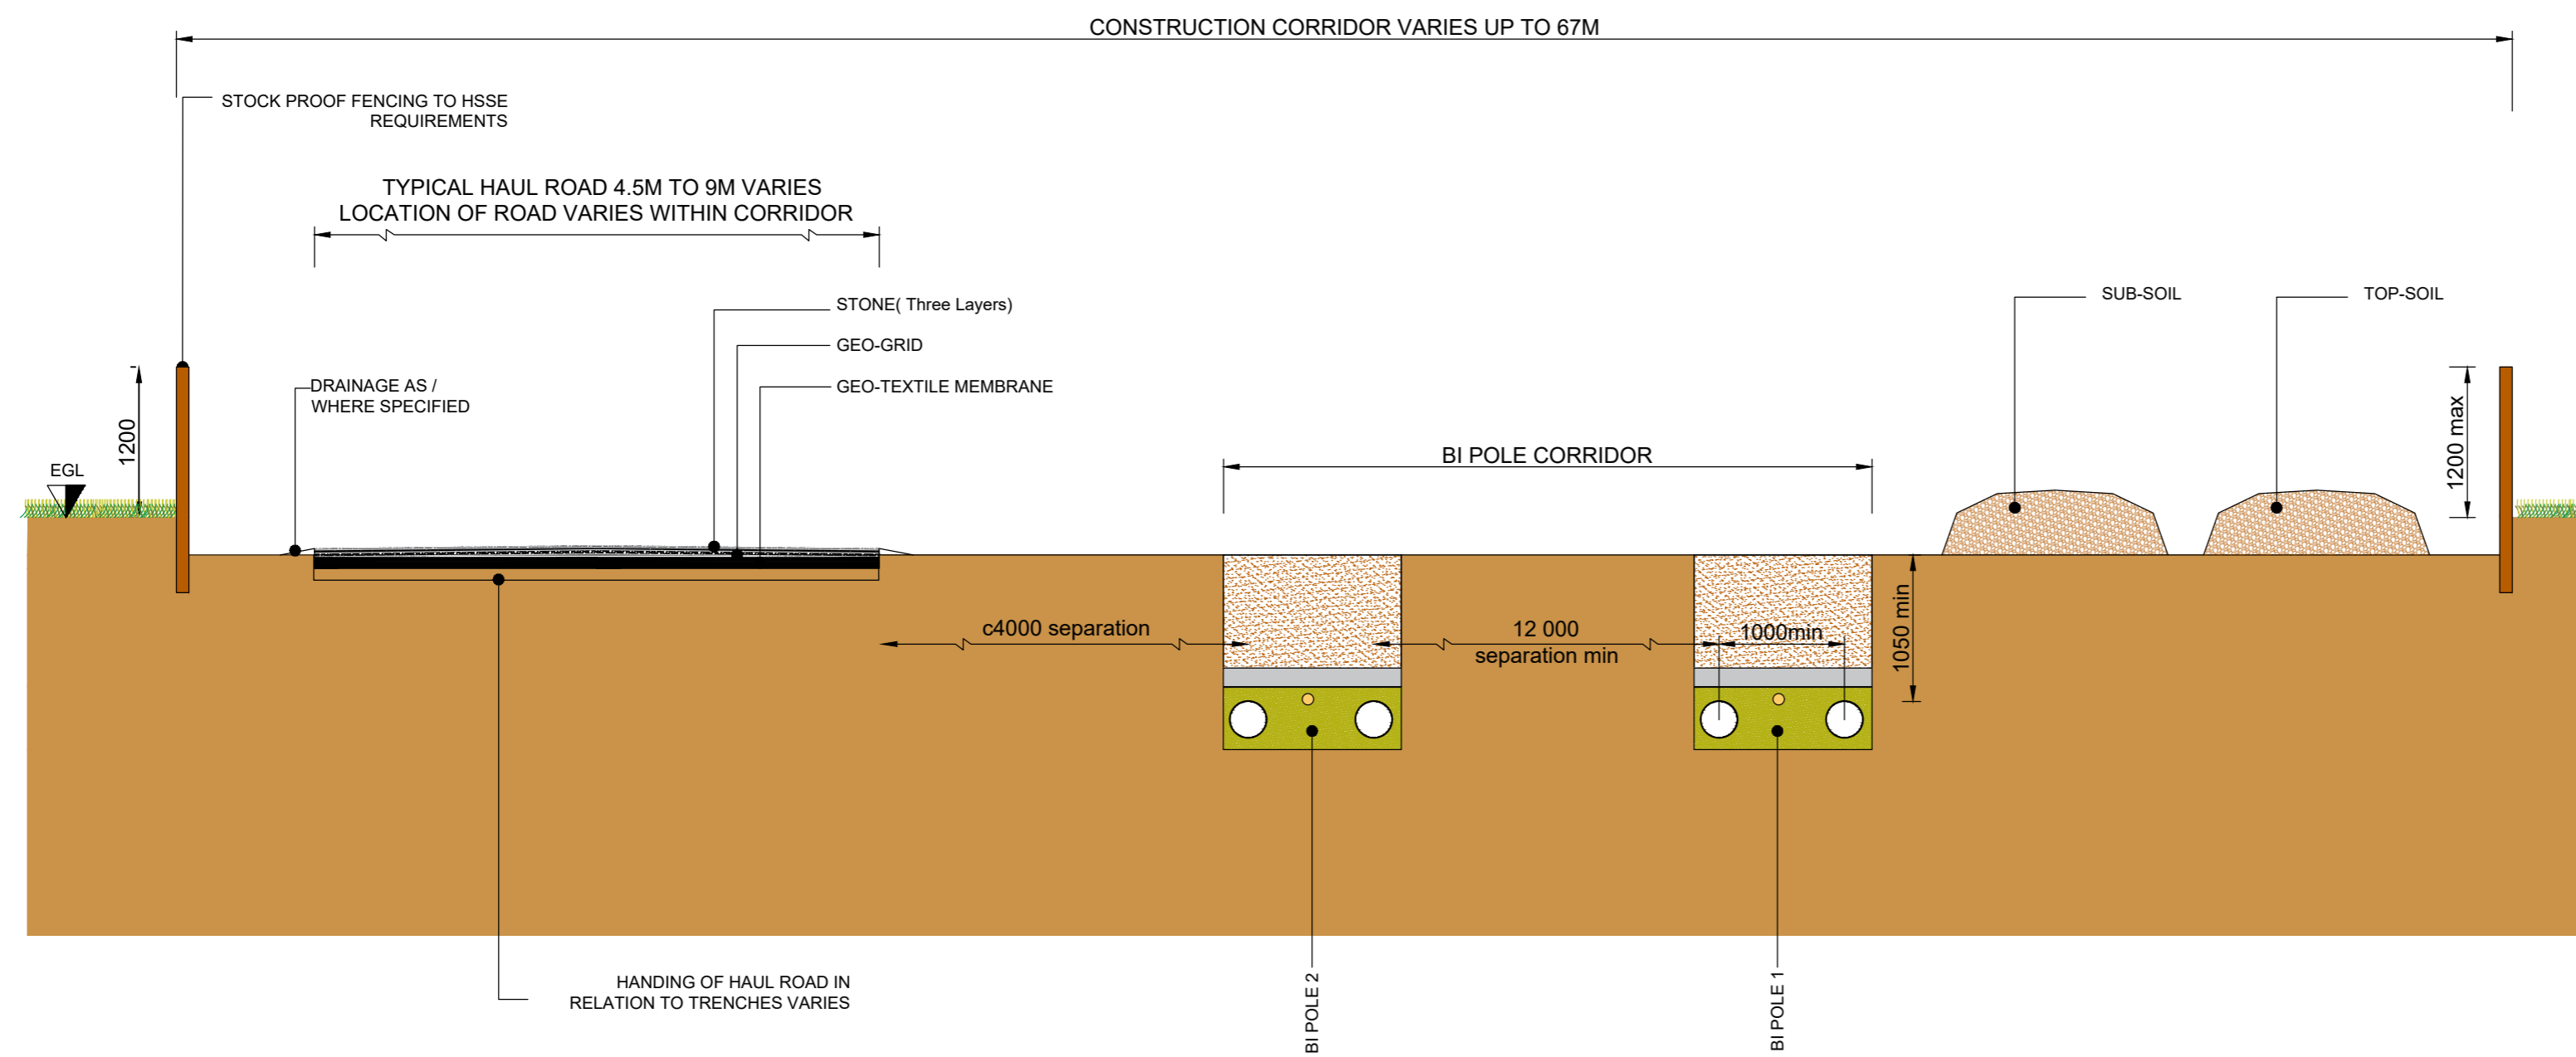 CONSTRUCTION CORRIDOR VARIES UP TO 67M
STOCK PROOF FENCING TO HSSE
REQUIREMENTS
TYPICAL HAUL ROAD 4.5M TO 9M VARIES
LOCATION OF ROAD VARIES WITHIN CORRIDOR
STONE( Three Layers)
GEO-GRID
GEO-TEXTILE MEMBRANE
SUB-SOIL
TOP-SOIL
DRAINAGE AS /
WHERE SPECIFIED
1200
EGL
BI POLE CORRIDOR
1200 max
c4000 separation
12 000
separation min
1000min
1050 min
HANDING OF HAUL ROAD IN
RELATION TO TRENCHES VARIES
BI POLE 2
BI POLE 1